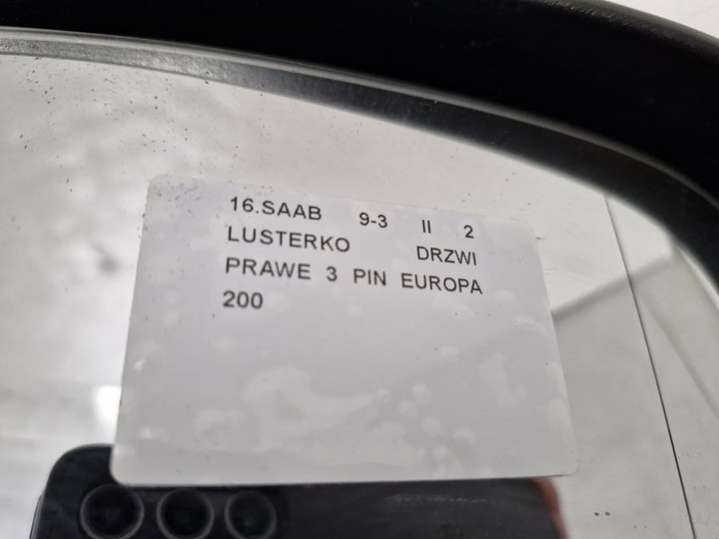 16.SAAB 9-3 II 2
LUSTERKO DRZWI
PRAWE 3 PIN EUROPA
200